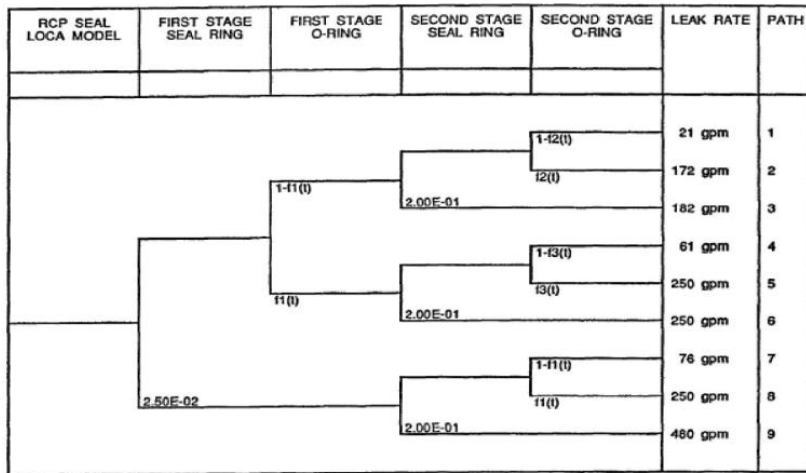 RCP SEAL LOCA MODEL
FIRST STAGE SEAL RING
FIRST STAGE O-RING
SECOND STAGE SEAL RING
SECOND STAGE O-RING
LEAK RATE
PATH
1-f2(t)
21 gpm 1
f2(t)
172 gpm 2
1-f1(t)
2.00E-01
182 gpm 3
1-f3(t)
61 gpm 4
f1(t)
f3(t)
250 gpm 5
2.00E-01
250 gpm 6
1-f1(t)
76 gpm 7
2.50E-02
f1(t)
250 gpm 8
2.00E-01
480 gpm 9